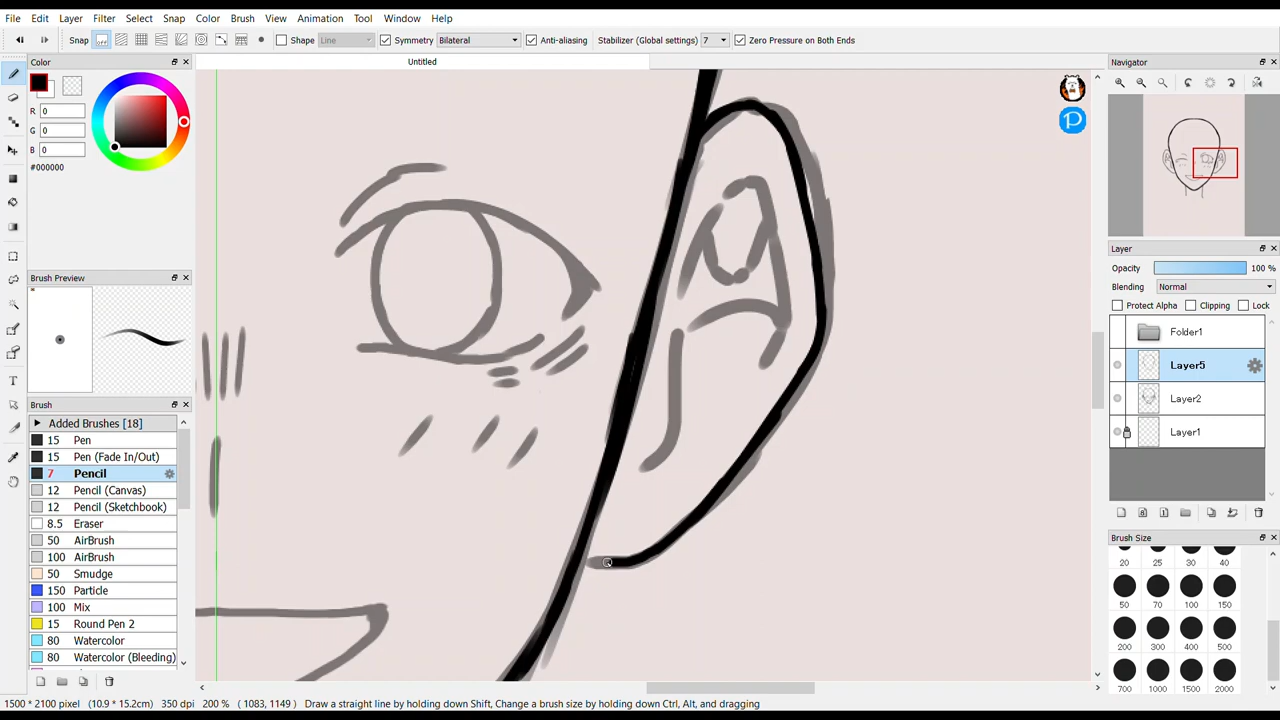 File Edit Layer Filter Select Snap Color Brush View Animation Tool Window Help
Snap off Shape Line Symmetry Bilateral Anti-aliasing Stabilizer (Global settings) 7 Zero Pressure on Both Ends
Color
Untitled
Navigator
R 0
G 0
B 0
#000000
Layer
Opacity 100 %
Blending Normal
Protect Alpha Clipping Lock
Folder1
Layer5
Layer2
Layer1
Brush Preview
Brush
Added Brushes [18]
15 Pen
15 Pen (Fade In/Out)
7 Pencil
12 Pencil (Canvas)
12 Pencil (Sketchbook)
8.5 Eraser
50 AirBrush
100 AirBrush
50 Smudge
150 Particle
100 Mix
15 Round Pen 2
80 Watercolor
80 Watercolor (Bleeding)
Brush Size
20 25 30 40
50 70 100 150
200 300 400 500
700 1000 1500 2000
1500 * 2100 pixel (10.9 * 15.2cm) 350 dpi 200 % ( 1083, 1149 ) Draw a straight line by holding down Shift, Change a brush size by holding down Ctrl, Alt, and dragging